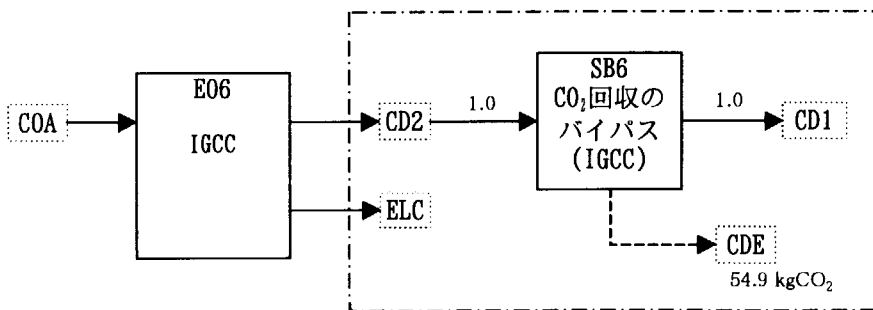 COA
E06
IGCC
CD2
ELC
1.0
SB6
CO₂回収の
バイパス
(IGCC)
1.0
CD1
CDE
54.9 kgCO₂